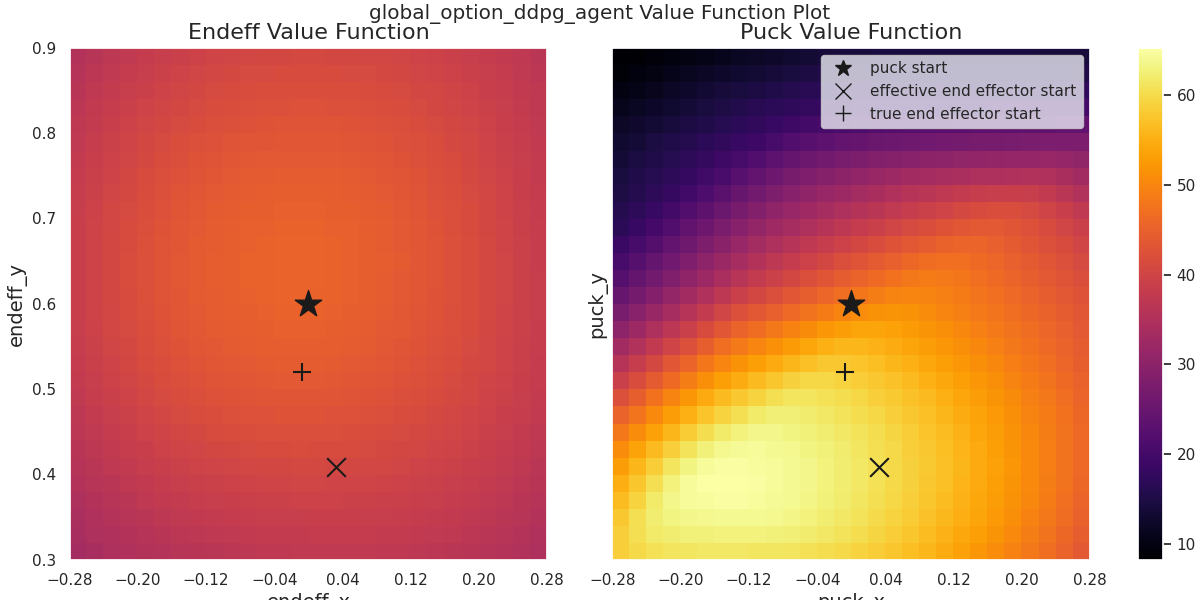 global_option_ddpg_agent Value Function Plot
Endeff Value Function
Puck Value Function
puck start
effective end effector start
true end effector start
0.9
0.8
0.7
0.6
0.5
0.4
0.3
endeff_y
−0.28 −0.20 −0.12 −0.04 0.04 0.12 0.20 0.28
endeff_x
puck_y
−0.28 −0.20 −0.12 −0.04 0.04 0.12 0.20 0.28
puck_x
60
50
40
30
20
10